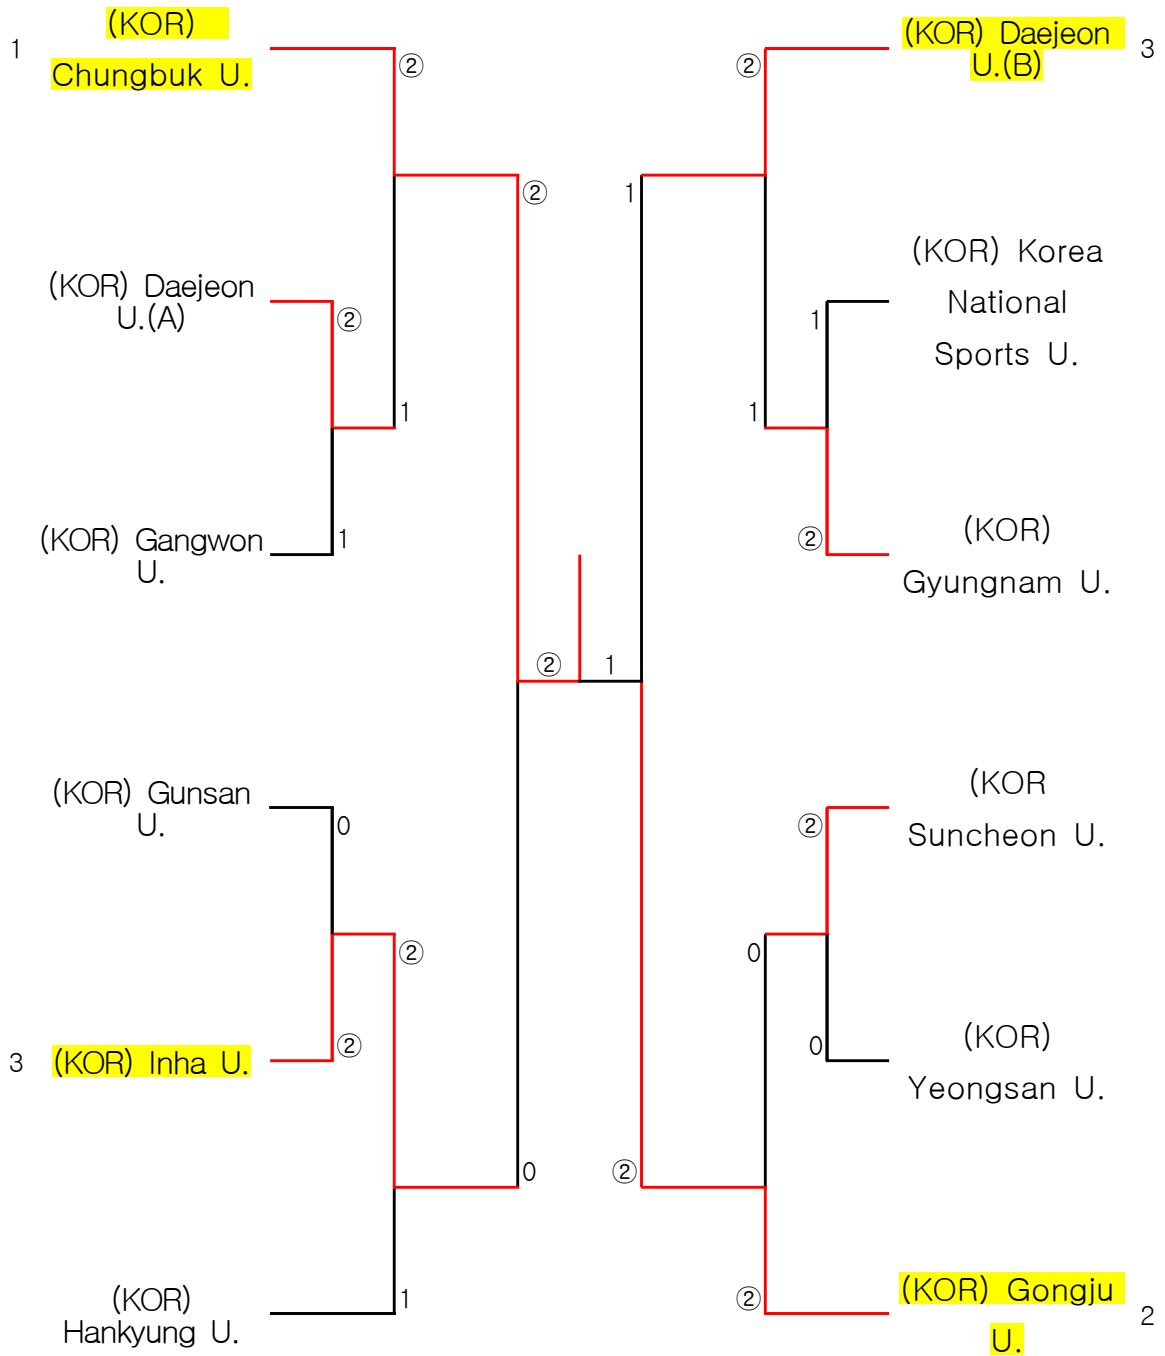 (KOR)
1
Chungbuk U.
②
②
(KOR) Daejeon
U.(A)
②
1
(KOR) Gangwon
U.
1
(KOR) Gunsan
U.
0
②
②
3
(KOR) Inha U.
0
(KOR)
Hankyung U.
1
② 1
(KOR) Daejeon
U.(B)
3
②
1
(KOR) Korea
National
Sports U.
1
1
②
(KOR)
Gyungnam U.
(KOR
Suncheon U.
②
0
0
(KOR)
Yeongsan U.
②
②
(KOR) Gongju
U.
2